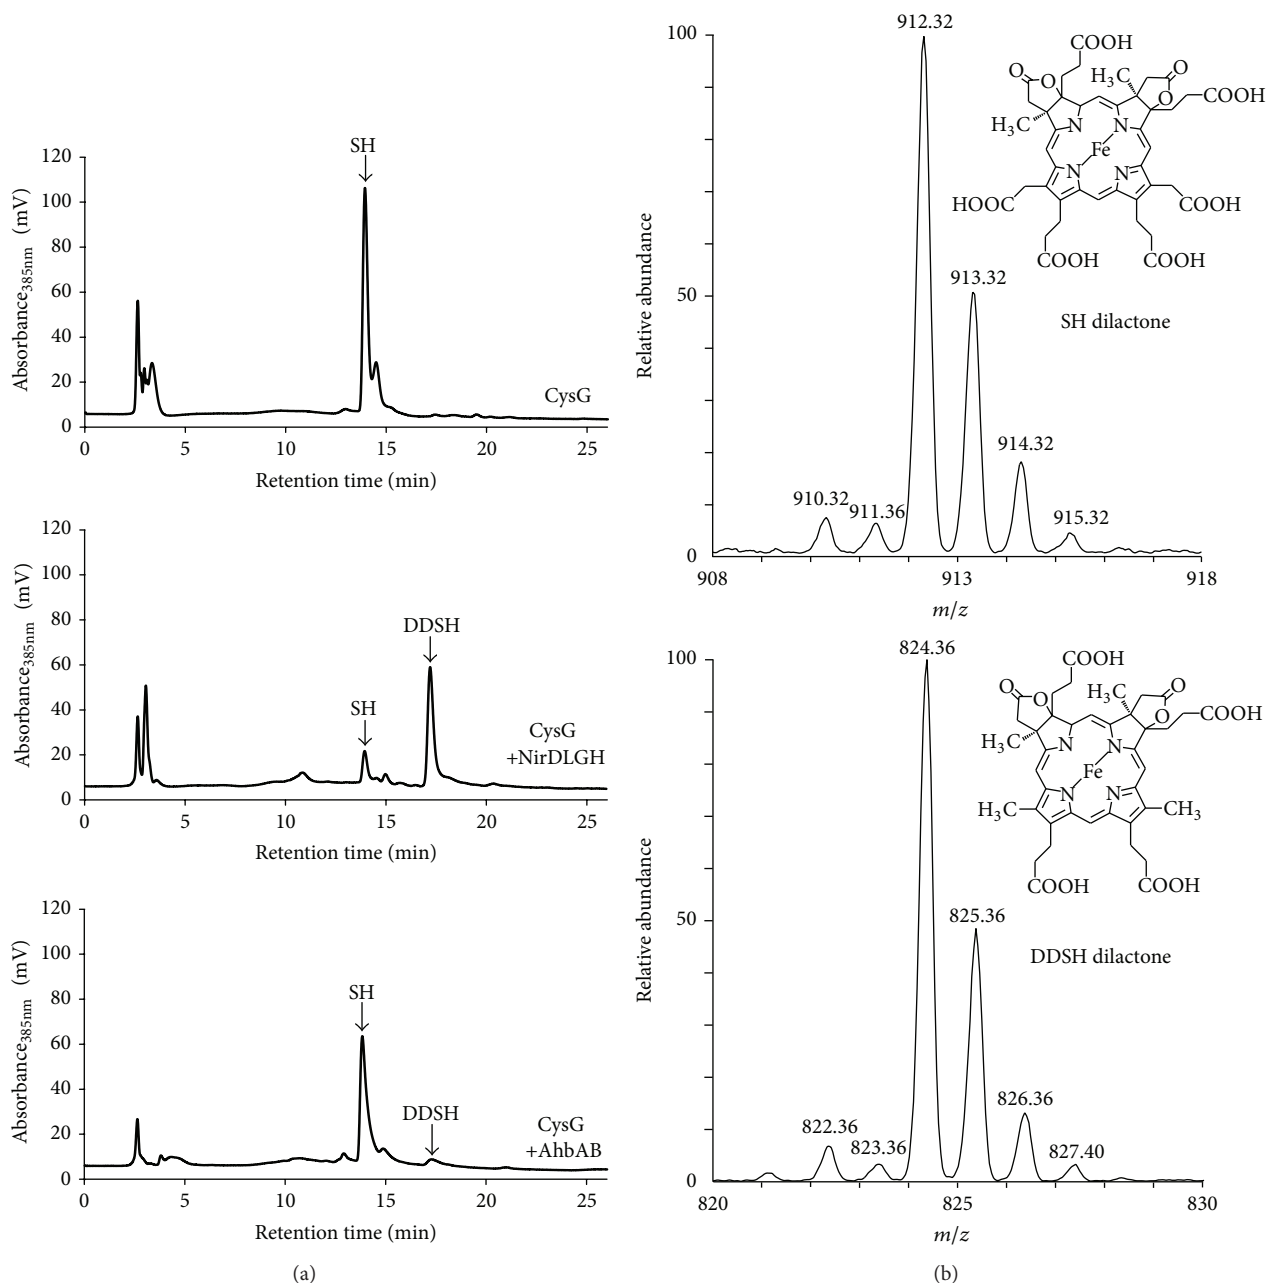 120
100
80
60
40
20
0
Absorbance385nm (mV)
SH
CysG
0 5 10 15 20 25
Retention time (min)
120
100
80
60
40
20
0
Absorbance385nm (mV)
DDSH
SH
CysG
+NirDLGH
0 5 10 15 20 25
Retention time (min)
120
100
80
60
40
20
0
Absorbance385nm (mV)
SH
DDSH
CysG
+AhbAB
0 5 10 15 20 25
Retention time (min)
(a)
100
50
0
Relative abundance
912.32
913.32
914.32
910.32
911.36
915.32
COOH
O
O
H3C
O
O
COOH
H3C
N
N
Fe
N
N
HOOC
COOH
COOH
COOH
SH dilactone
908 913 918
m/z
100
50
0
Relative abundance
824.36
825.36
826.36
822.36
823.36
827.40
COOH
O
O
H3C
O
O
COOH
H3C
N
N
Fe
N
N
H3C
CH3
COOH
COOH
DDSH dilactone
820 825 830
m/z
(b)